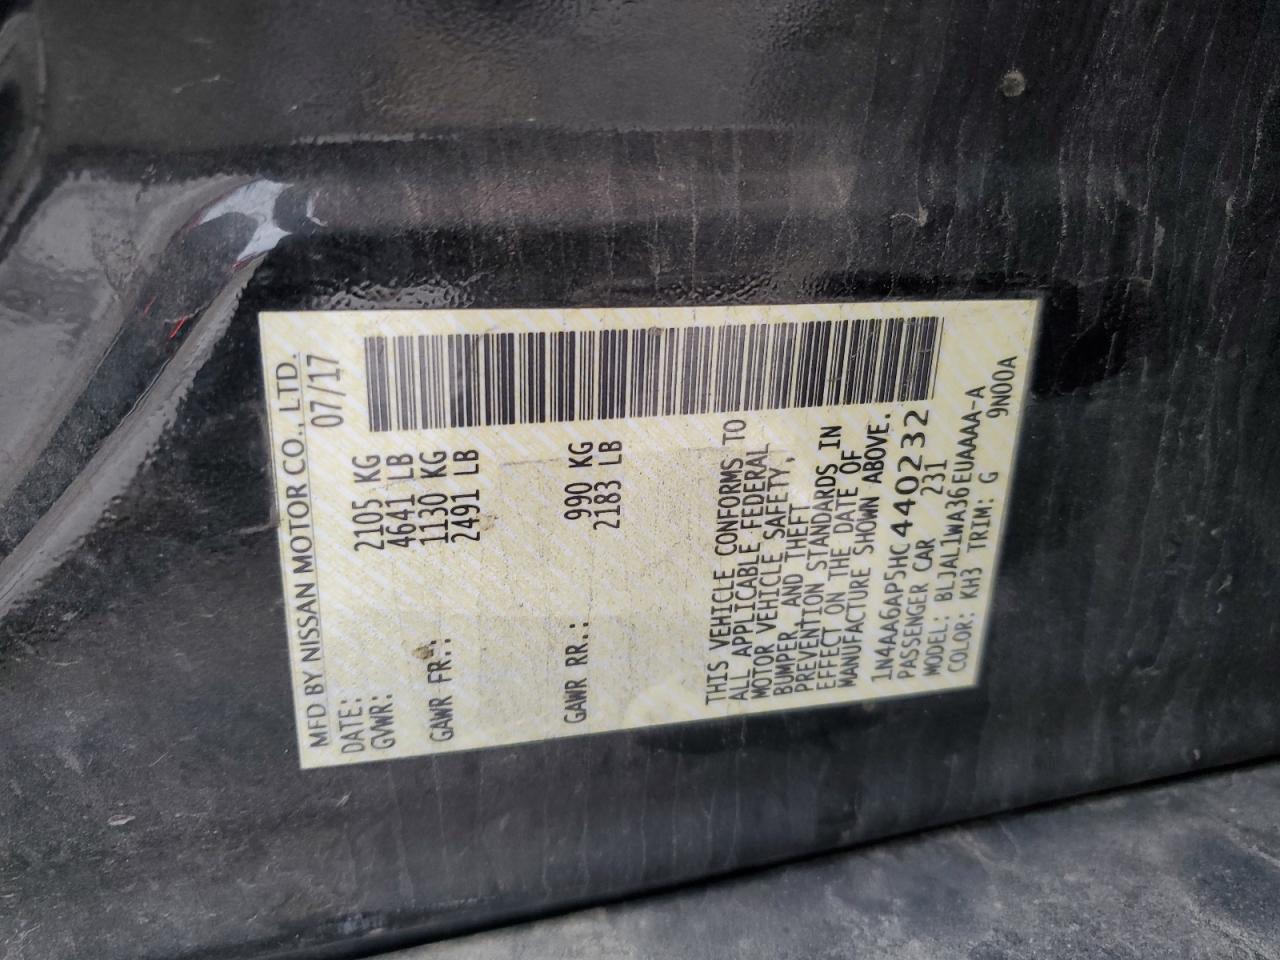 MFD BY NISSAN MOTOR CO., LTD.
DATE: 07/17
GVWR: 2105 KG
4641 LB
GAWR FR.: 1130 KG
2491 LB
GAWR RR.: 990 KG
2183 LB
THIS VEHICLE CONFORMS TO
ALL APPLICABLE FEDERAL
MOTOR VEHICLE SAFETY,
BUMPER AND THEFT
PREVENTION STANDARDS IN
EFFECT ON THE DATE OF
MANUFACTURE SHOWN ABOVE.
1N4AA6AP5HC440232
PASSENGER CAR 231
MODEL: BLJALLWA36EUAAAA-A
COLOR: KH3 TRIM: G 9N00A